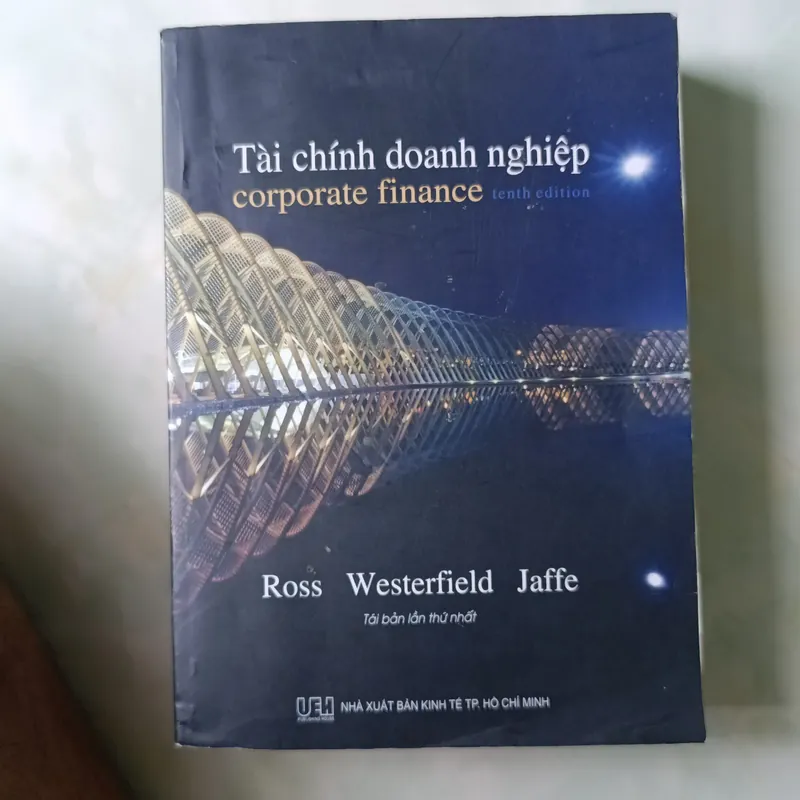 Tài chính doanh nghiệp
corporate finance tenth edition
Ross Westerfield Jaffe
Tái bản lần thứ nhất
UEH NHÀ XUẤT BẢN KINH TẾ TP. HỒ CHÍ MINH